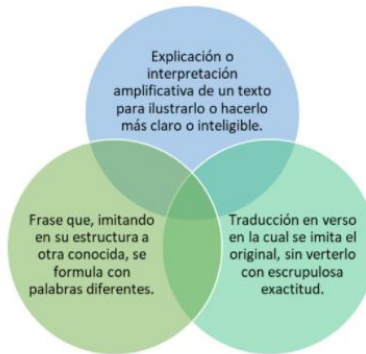 Explicación o
interpretación
amplificativa de un texto
para ilustrarlo o hacerlo
más claro o inteligible.
Frase que, imitando
en su estructura a
otra conocida, se
formula con
palabras diferentes.
Traducción en verso
en la cual se imita el
original, sin verterlo
con escrupulosa
exactitud.